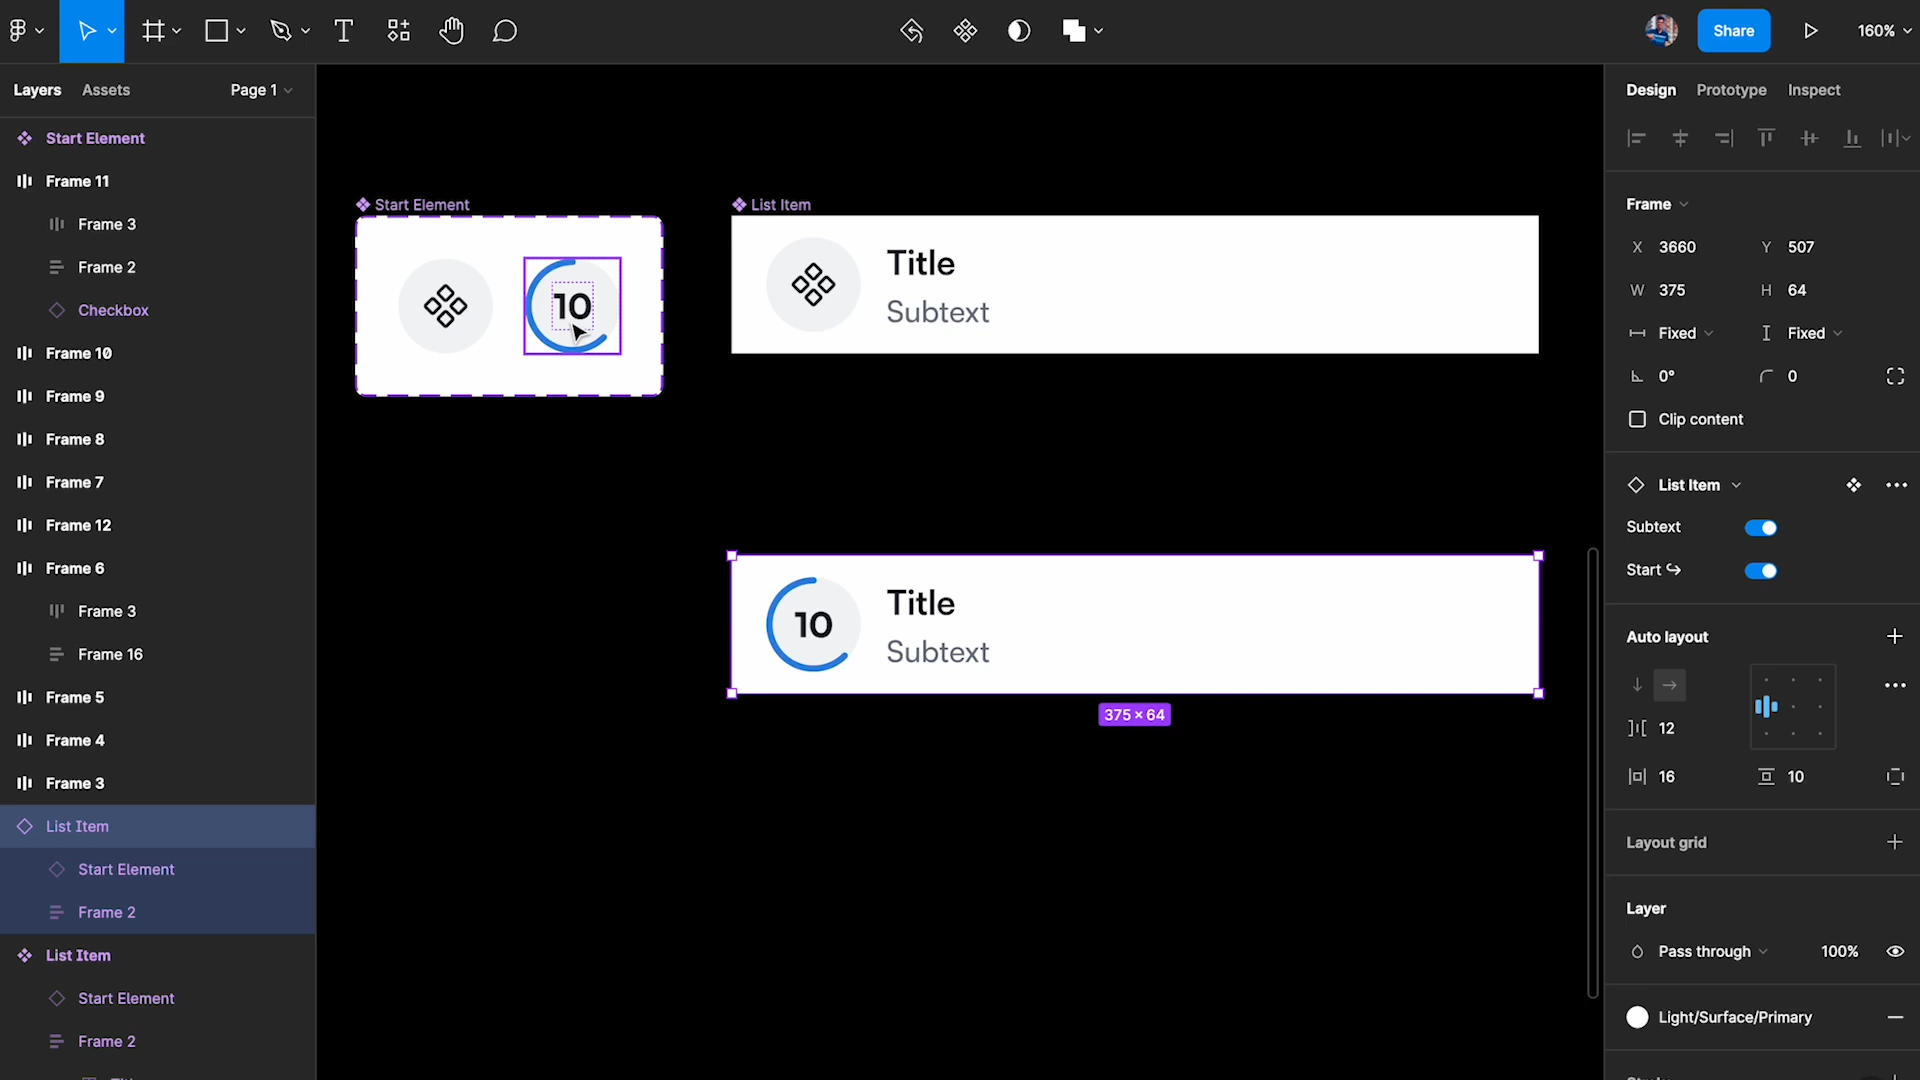 Share
160%
Layers
Assets
Page 1
Start Element
Frame 11
Frame 3
Frame 2
Checkbox
Frame 10
Frame 9
Frame 8
Frame 7
Frame 12
Frame 6
Frame 3
Frame 16
Frame 5
Frame 4
Frame 3
List Item
Start Element
Frame 2
List Item
Start Element
Frame 2
Start Element
10
List Item
Title
Subtext
10
Title
Subtext
375 × 64
Design
Prototype
Inspect
Frame
X 3660
Y 507
W 375
H 64
Fixed
Fixed
0°
0
Clip content
List Item
Subtext
Start
Auto layout
12
16
10
Layout grid
Layer
Pass through
100%
Light/Surface/Primary